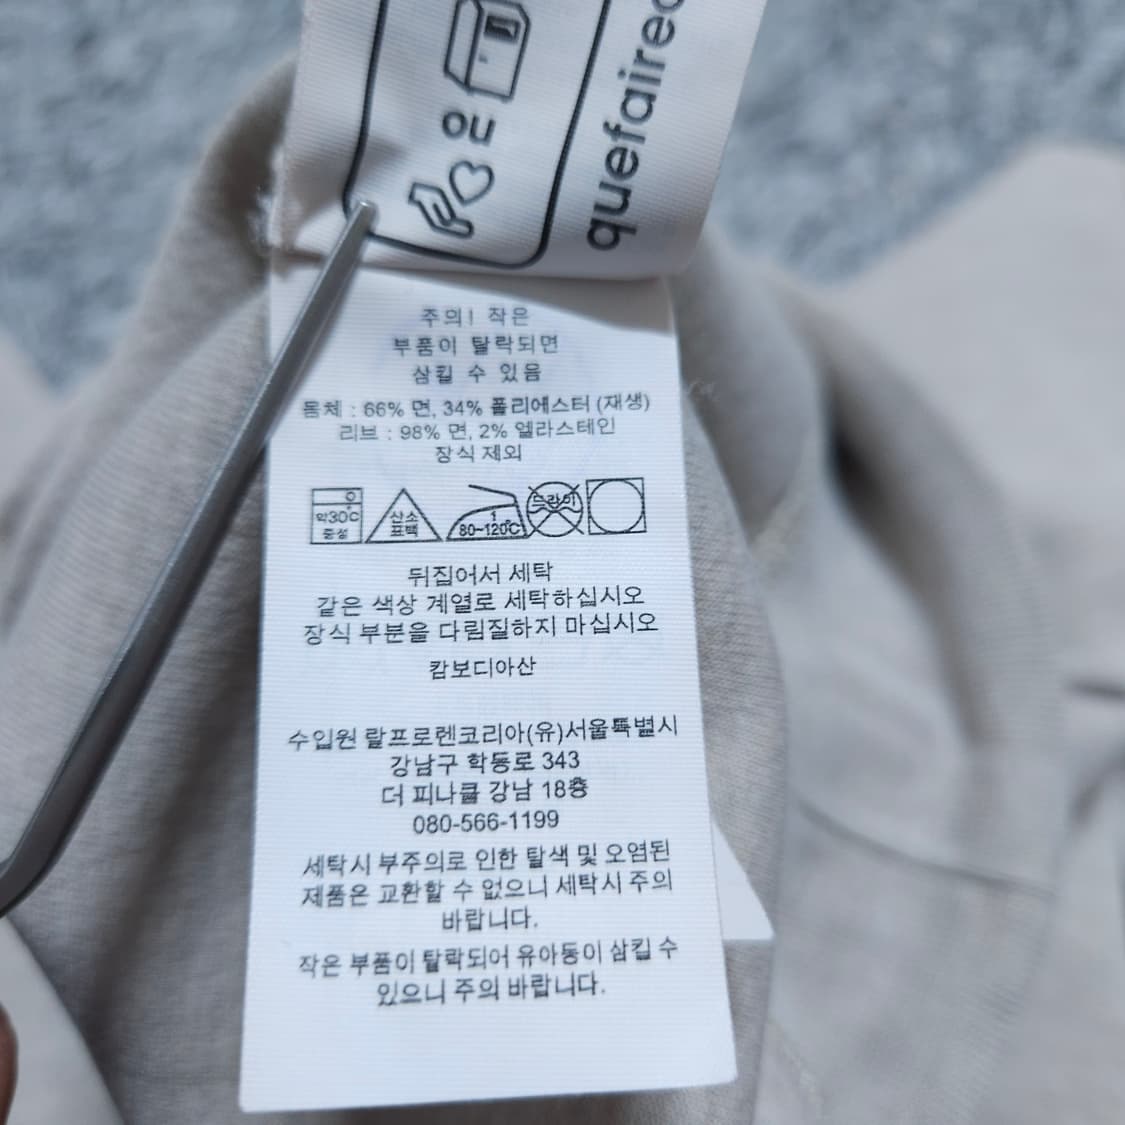 quefairede
OU
주의! 작은
부품이 탈락되면
삼킬 수 있음
몸체 : 66% 면, 34% 폴리에스터 (재생)
리브 : 98% 면, 2% 엘라스테인
장식 제외
약30℃
중성
산소
표백
1
80~120℃
드라이
뒤집어서 세탁
같은 색상 계열로 세탁하십시오
장식 부분을 다림질하지 마십시오
캄보디아산
수입원 랄프로렌코리아(유)서울특별시
강남구 학동로 343
더 피나클 강남 18층
080-566-1199
세탁시 부주의로 인한 탈색 및 오염된
제품은 교환할 수 없으니 세탁시 주의
바랍니다.
작은 부품이 탈락되어 유아동이 삼킬 수
있으니 주의 바랍니다.